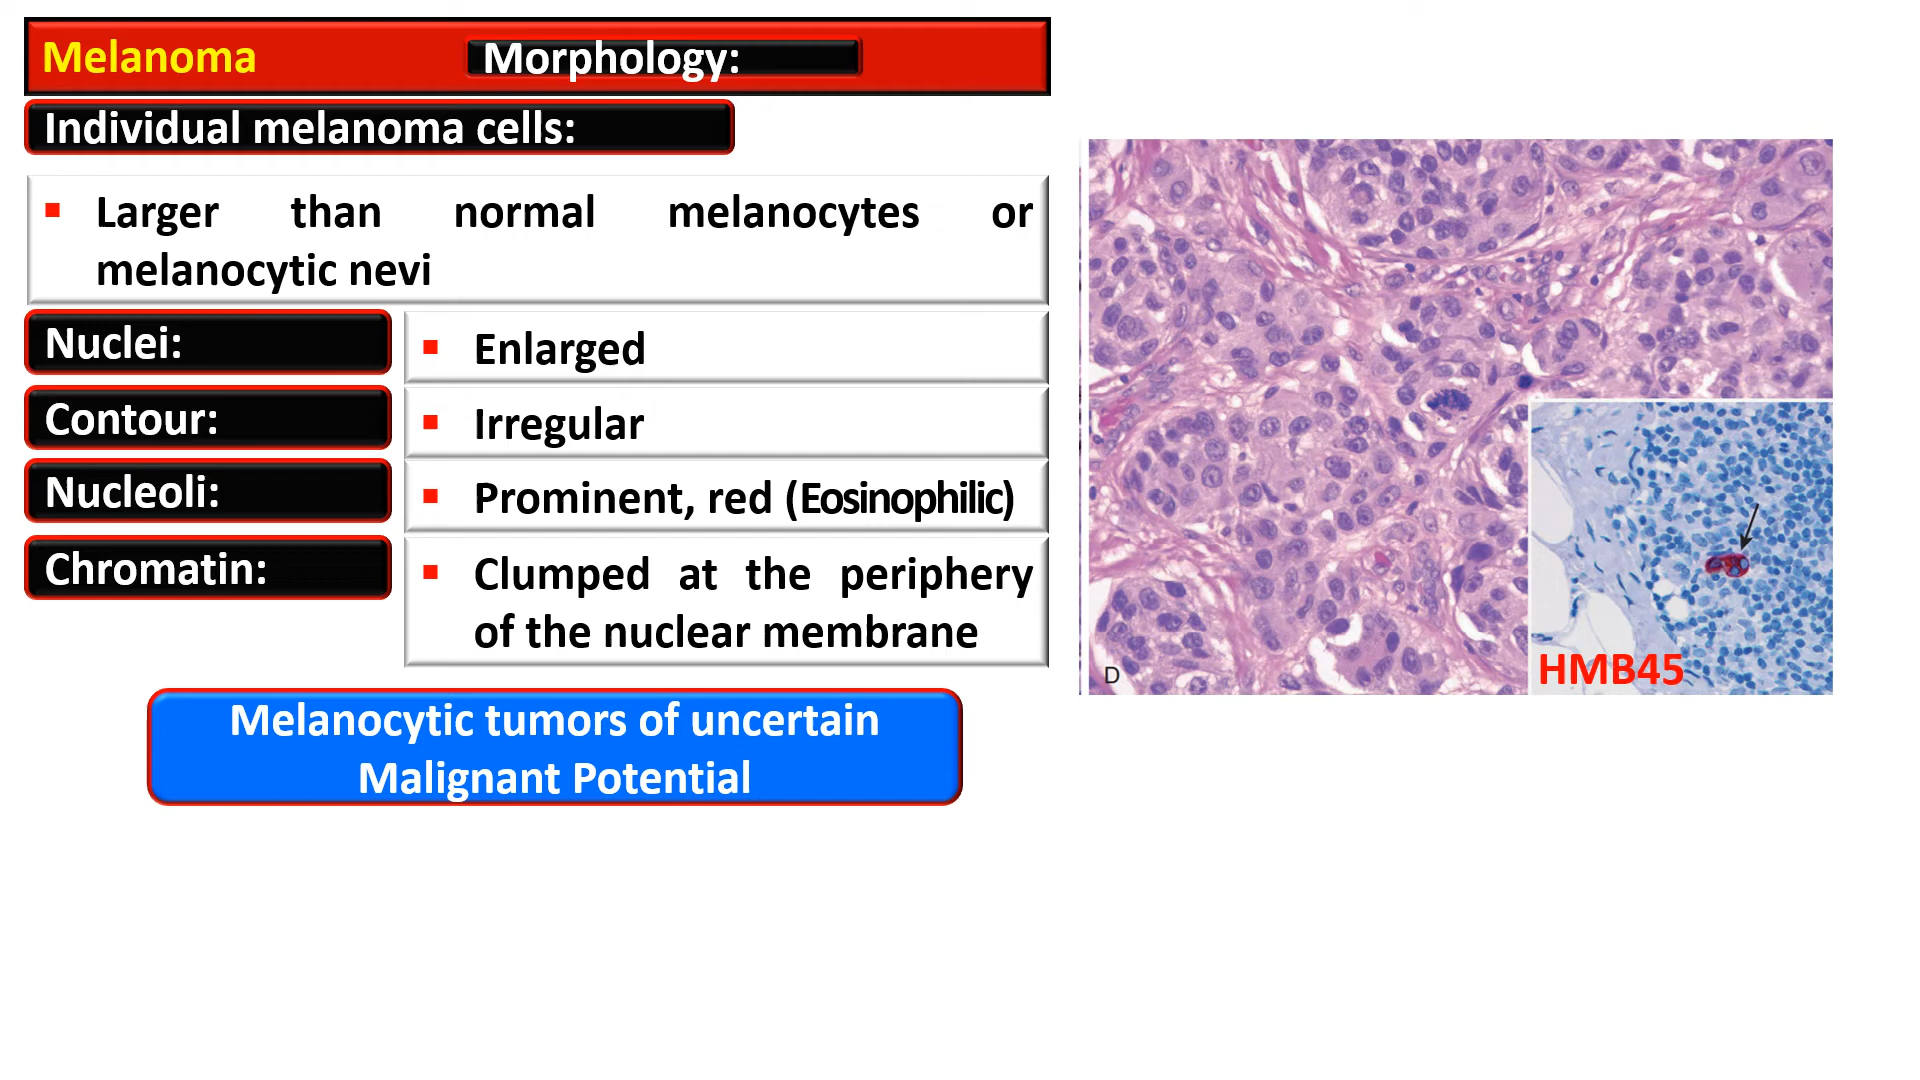 Melanoma Morphology:
Individual melanoma cells:
▪ Larger than normal melanocytes or
melanocytic nevi
Nuclei: ▪ Enlarged
Contour: ▪ Irregular
Nucleoli: ▪ Prominent, red (Eosinophilic)
Chromatin: ▪ Clumped at the periphery
of the nuclear membrane
Melanocytic tumors of uncertain
Malignant Potential
D
HMB45